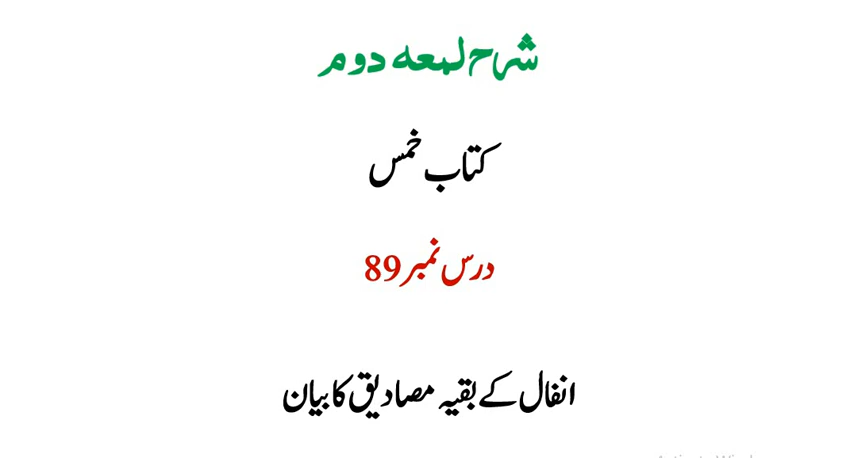 شرح لمعہ دوم
کتاب خمس
درس نمبر 89
انفال کے بقیہ مصادیق کا بیان